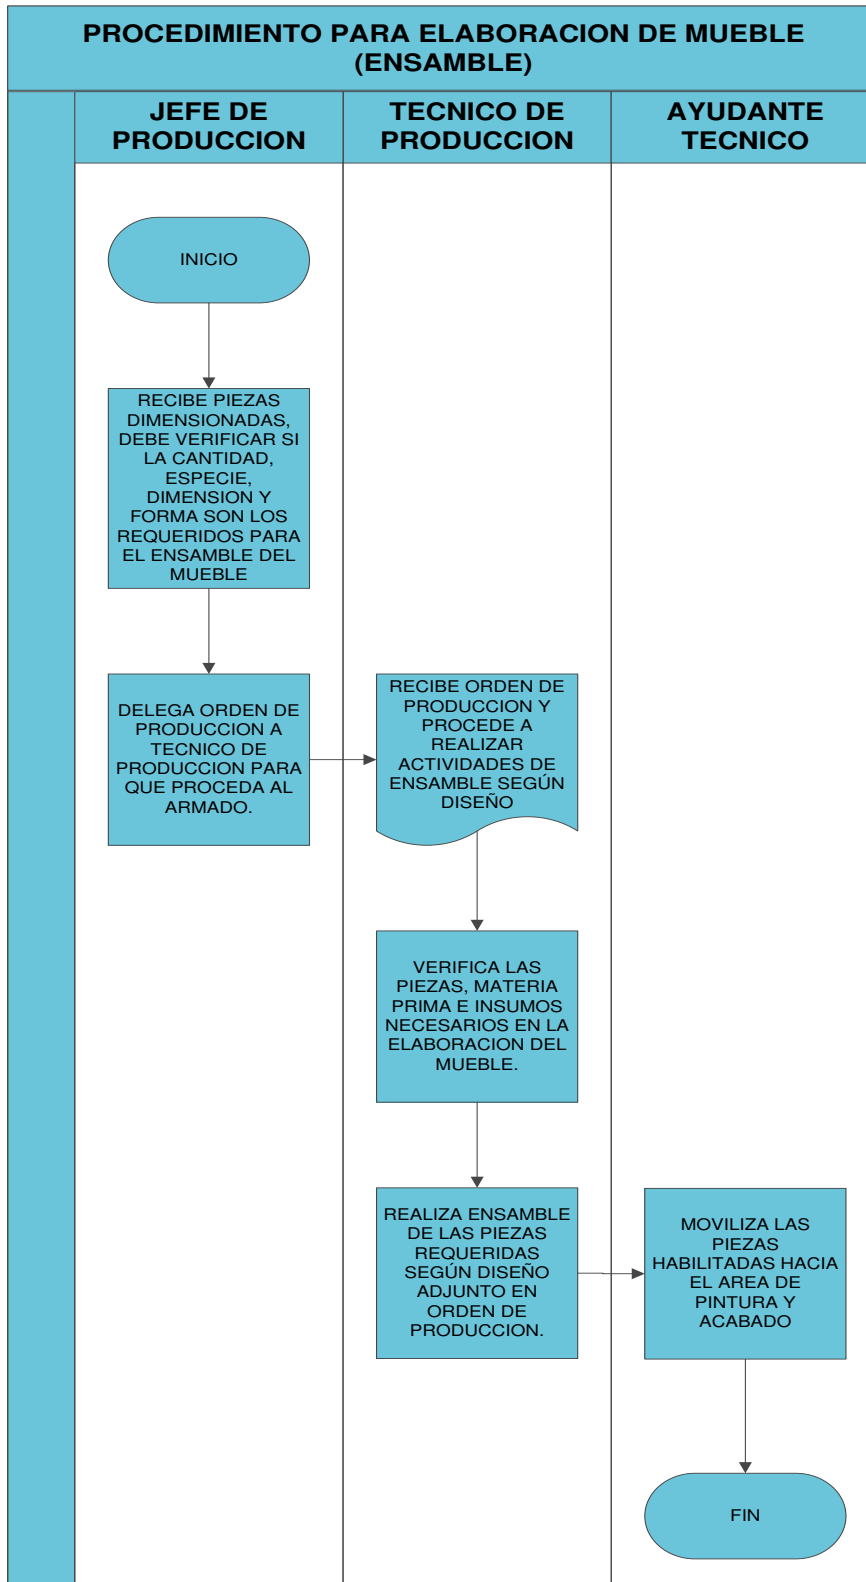 PROCEDIMIENTO PARA ELABORACION DE MUEBLE
(ENSAMBLE)
JEFE DE
PRODUCCION
TECNICO DE
PRODUCCION
AYUDANTE
TECNICO
INICIO
RECIBE PIEZAS
DIMENSIONADAS,
DEBE VERIFICAR SI
LA CANTIDAD,
ESPECIE,
DIMENSION Y
FORMA SON LOS
REQUERIDOS PARA
EL ENSAMBLE DEL
MUEBLE
DELEGA ORDEN DE
PRODUCCION A
TECNICO DE
PRODUCCION PARA
QUE PROCEDA AL
ARMADO.
RECIBE ORDEN DE
PRODUCCION Y
PROCEDE A
REALIZAR
ACTIVIDADES DE
ENSAMBLE SEGÚN
DISEÑO
VERIFICA LAS
PIEZAS, MATERIA
PRIMA E INSUMOS
NECESARIOS EN LA
ELABORACION DEL
MUEBLE.
REALIZA ENSAMBLE
DE LAS PIEZAS
REQUERIDAS
SEGÚN DISEÑO
ADJUNTO EN
ORDEN DE
PRODUCCION.
MOVILIZA LAS
PIEZAS
HABILITADAS HACIA
EL AREA DE
PINTURA Y
ACABADO
FIN